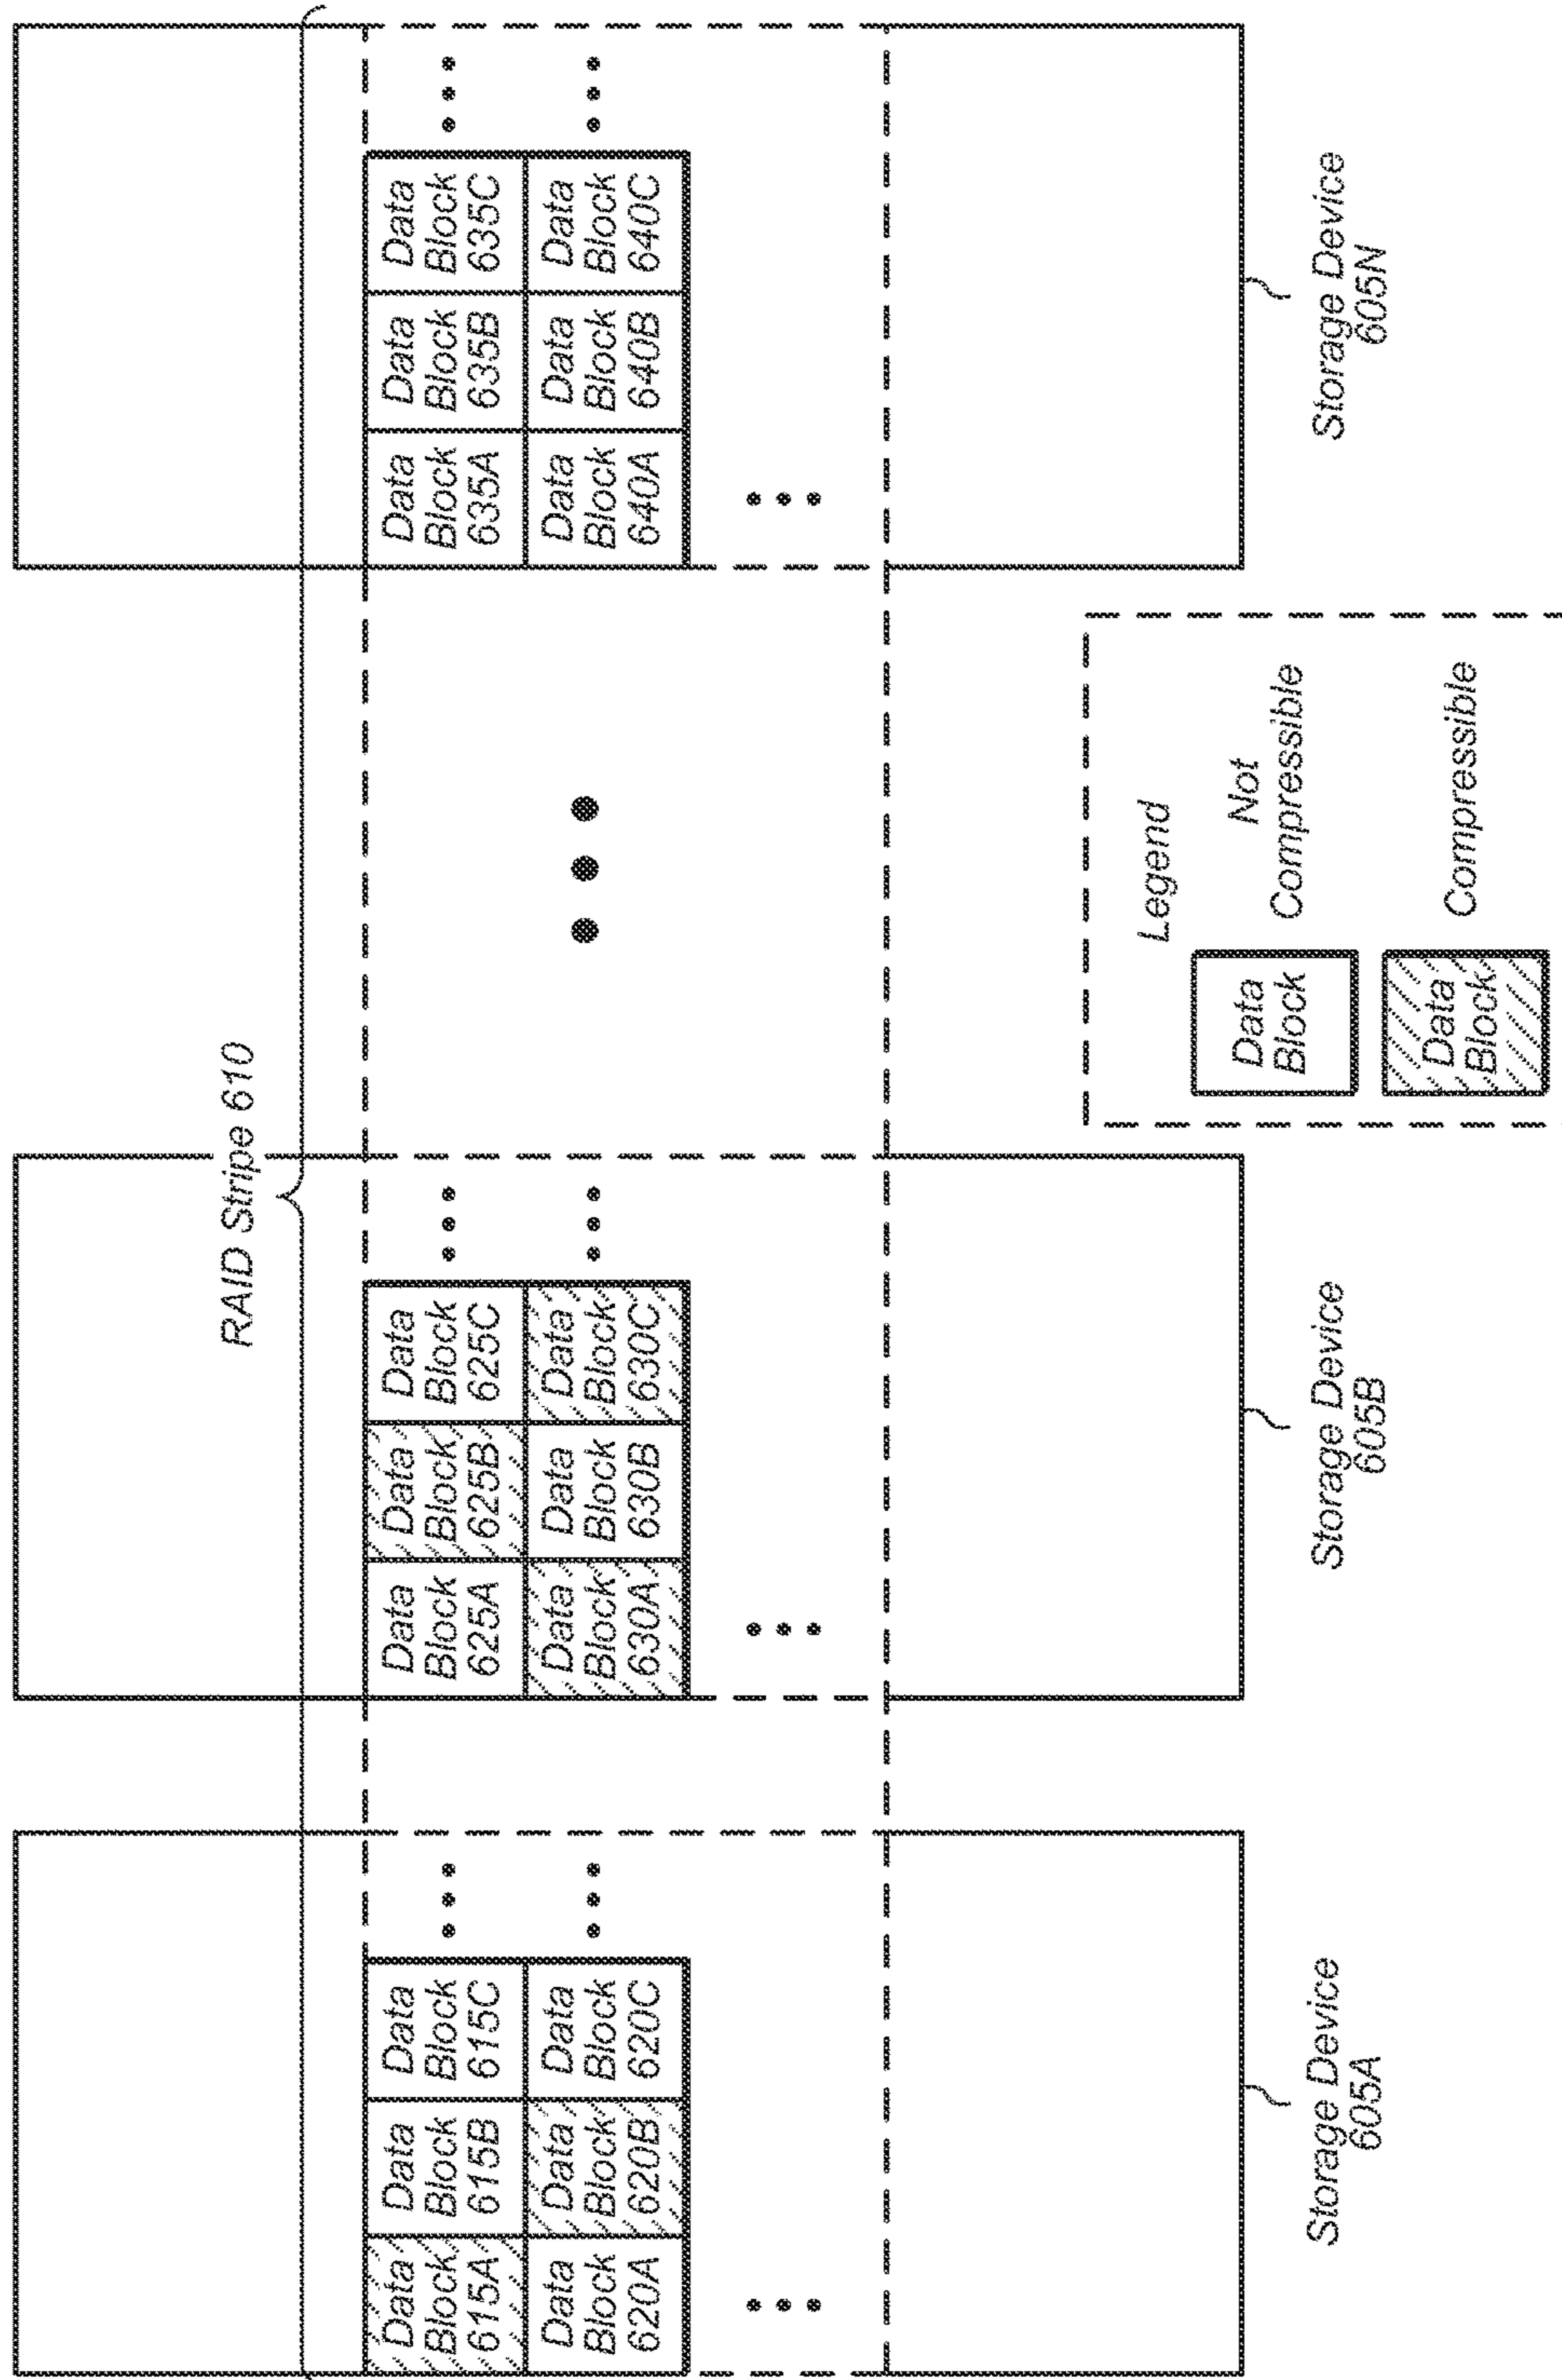 RAID Stripe 610
Data
Block
615A
Data
Block
615B
Data
Block
615C
Data
Block
620A
Data
Block
620B
Data
Block
620C
Storage Device
605A
Data
Block
625A
Data
Block
625B
Data
Block
625C
Data
Block
630A
Data
Block
630B
Data
Block
630C
Storage Device
605B
Data
Block
635A
Data
Block
635B
Data
Block
635C
Data
Block
640A
Data
Block
640B
Data
Block
640C
Storage Device
605N
Legend
Data
Block
Not
Compressible
Data
Block
Compressible